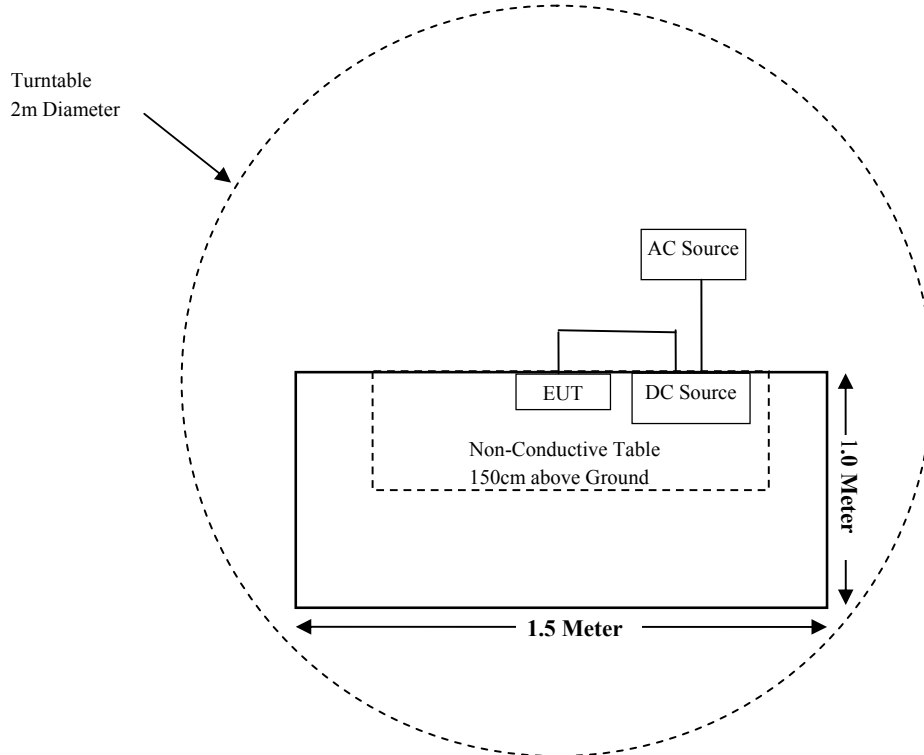 Turntable
2m Diameter
AC Source
EUT
DC Source
Non-Conductive Table
150cm above Ground
1.0 Meter
1.5 Meter